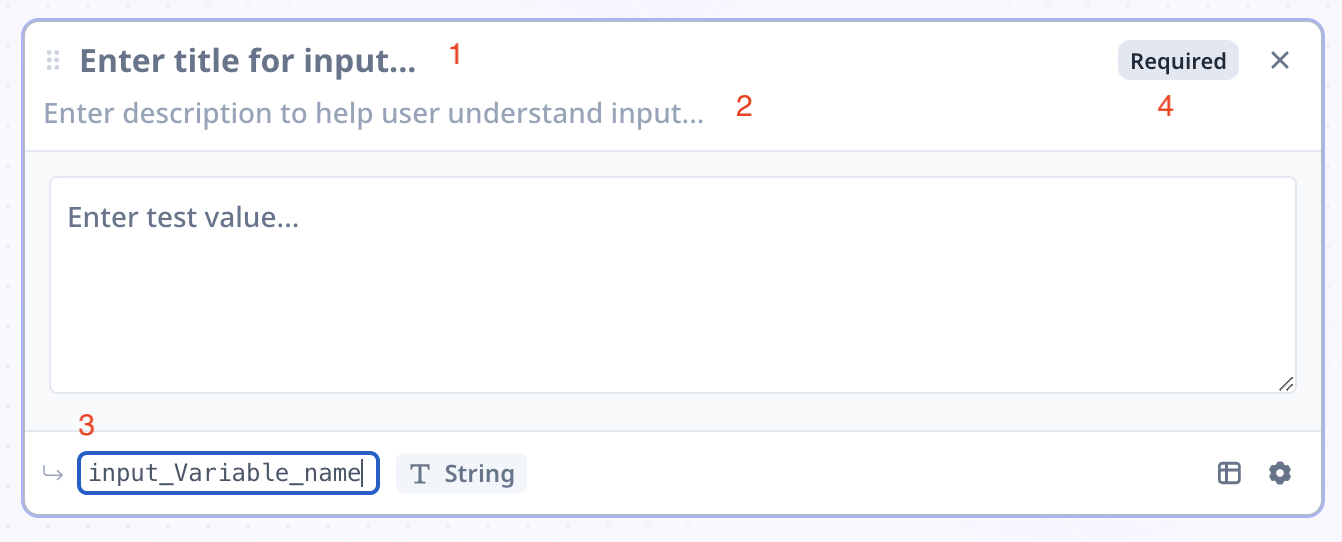 Enter title for input... 1 Required
Enter description to help user understand input... 2 4
Enter test value...
3
input_Variable_name String